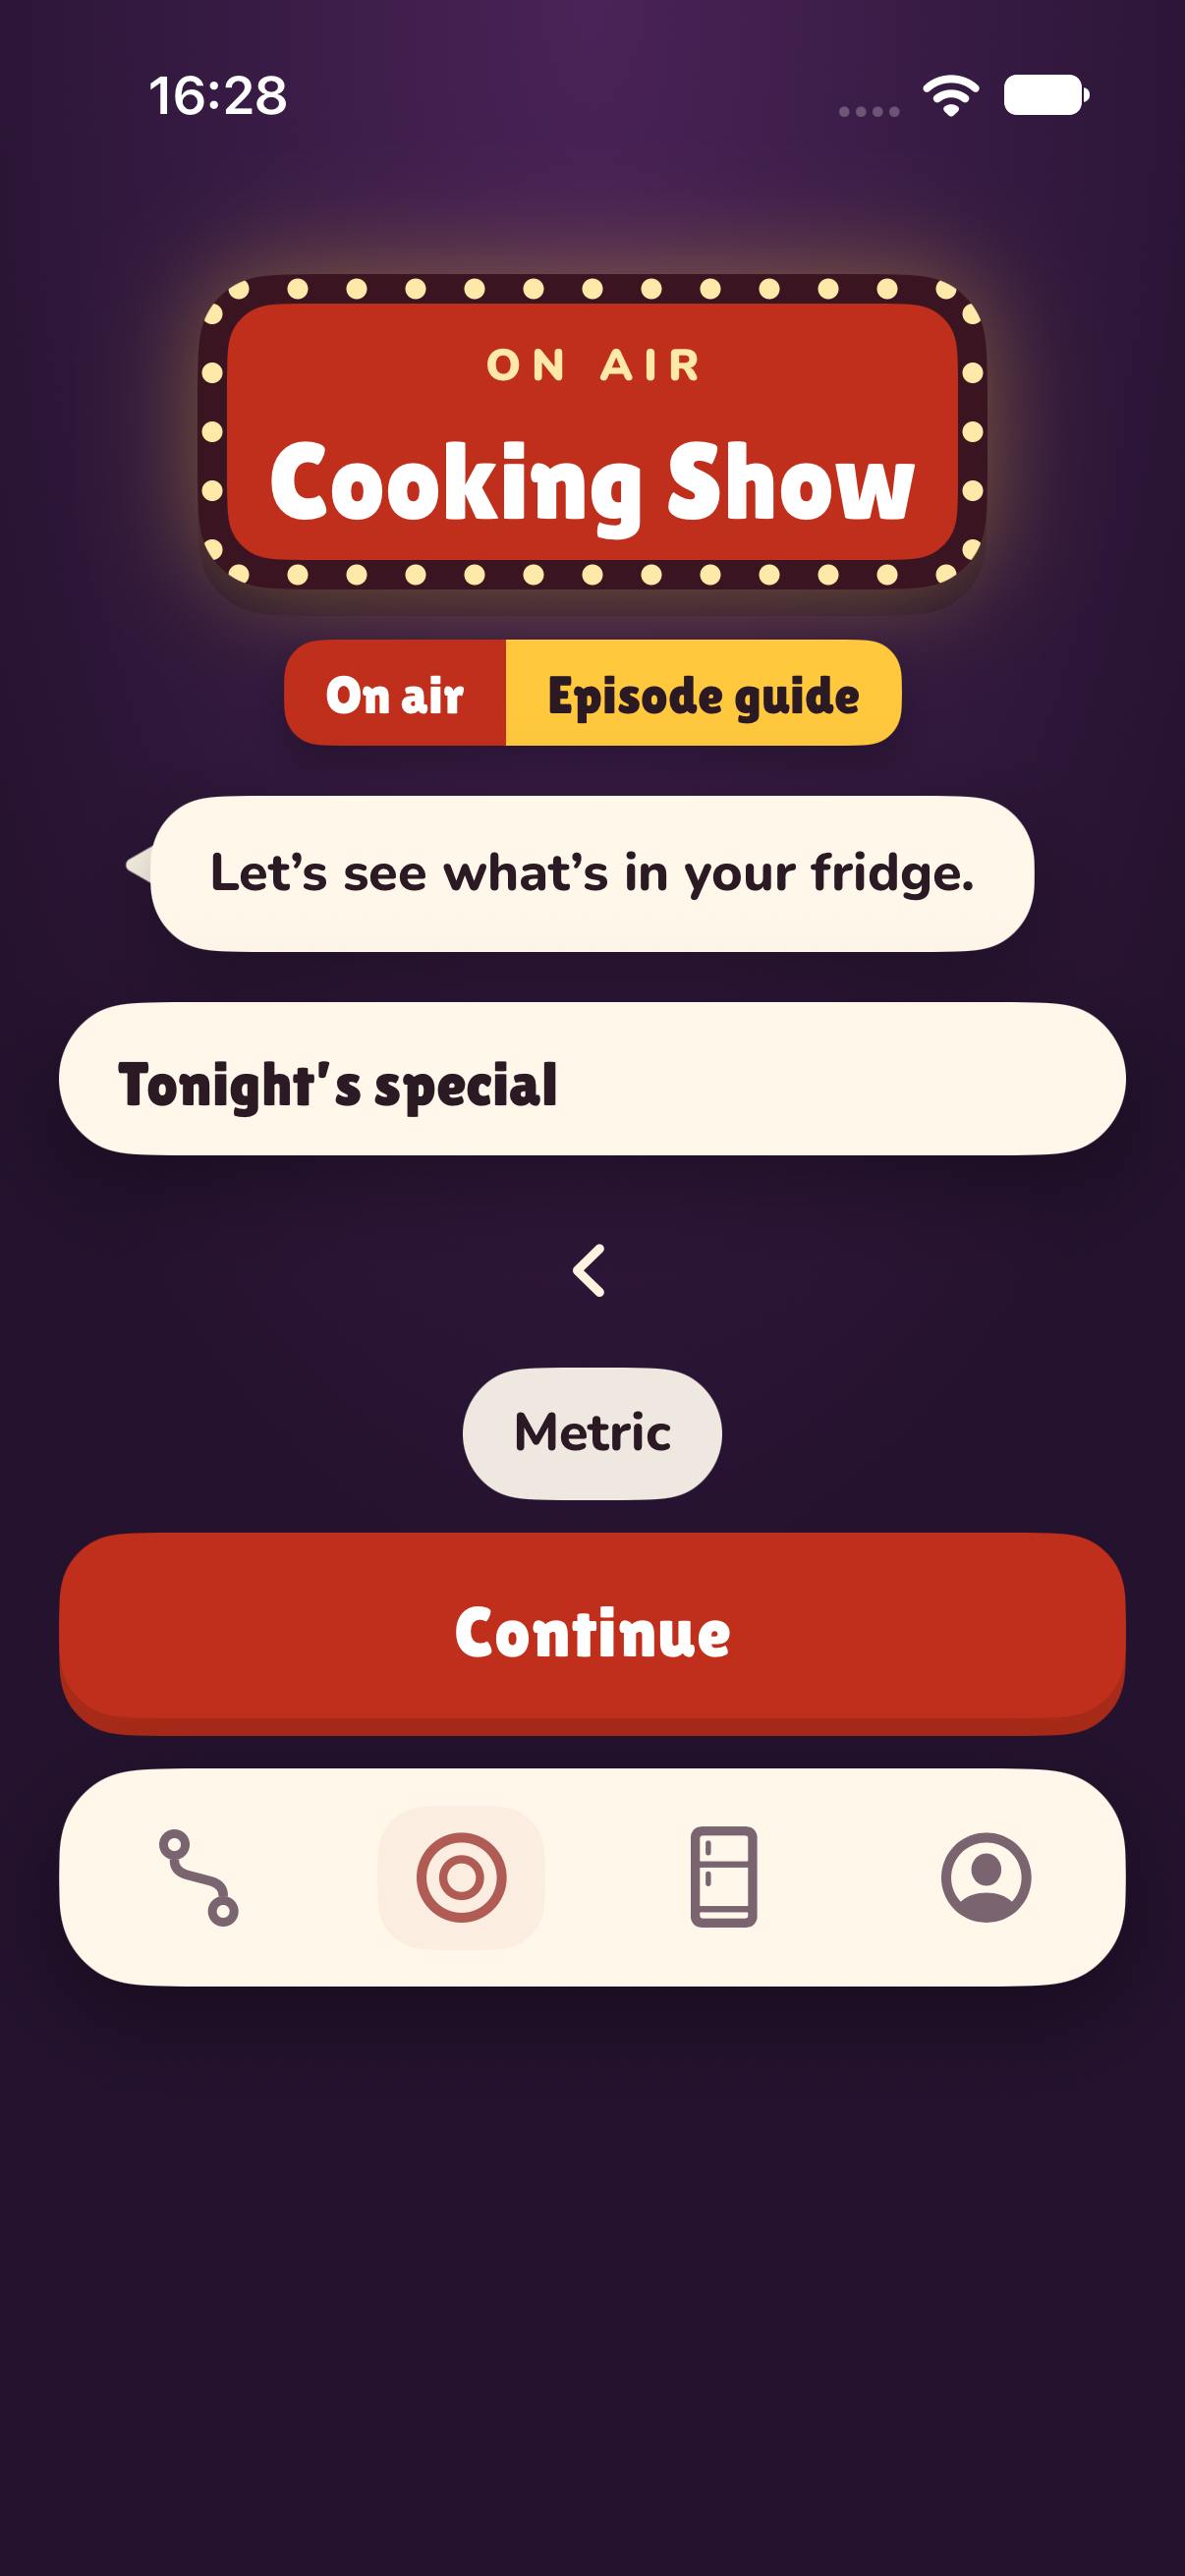 16:28
ON AIR
Cooking Show
On air
Episode guide
Let’s see what’s in your fridge.
Tonight's special
Metric
Continue